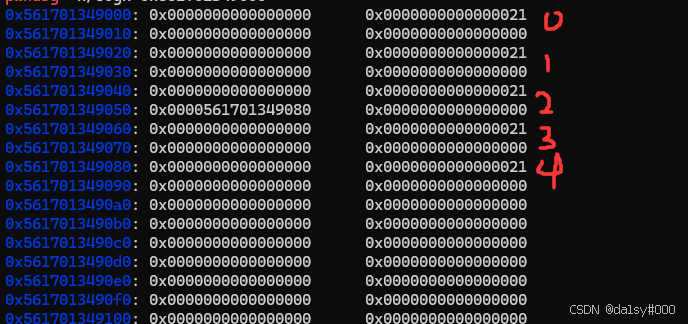 0x561701349000: 0x0000000000000000 0x0000000000000021 0
0x561701349010: 0x0000000000000000 0x0000000000000000
0x561701349020: 0x0000000000000000 0x0000000000000021
0x561701349030: 0x0000000000000000 0x0000000000000000 1
0x561701349040: 0x0000000000000000 0x0000000000000021
0x561701349050: 0x0000561701349080 0x0000000000000000 2
0x561701349060: 0x0000000000000000 0x0000000000000021 3
0x561701349070: 0x0000000000000000 0x0000000000000000
0x561701349080: 0x0000000000000000 0x0000000000000021 4
0x561701349090: 0x0000000000000000 0x0000000000000000
0x5617013490a0: 0x0000000000000000 0x0000000000000000
0x5617013490b0: 0x0000000000000000 0x0000000000000000
0x5617013490c0: 0x0000000000000000 0x0000000000000000
0x5617013490d0: 0x0000000000000000 0x0000000000000000
0x5617013490e0: 0x0000000000000000 0x0000000000000000
0x5617013490f0: 0x0000000000000000 0x0000000000000000
0x561701349100: 0x0000000000000000 0x0000000000000000
CSDN @da1sy#000